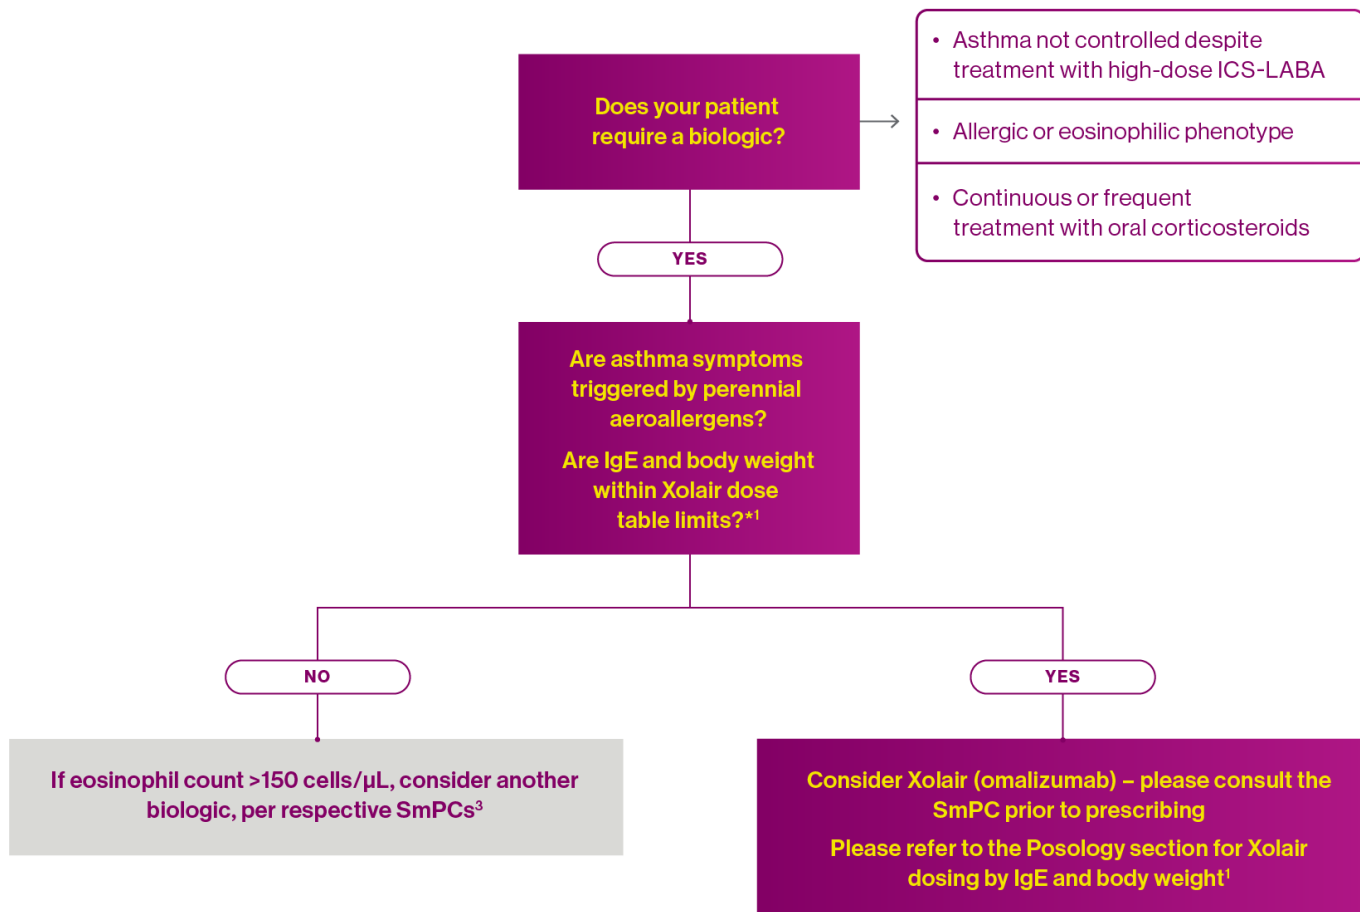 Does your patient
require a biologic?
• Asthma not controlled despite
treatment with high-dose ICS-LABA
• Allergic or eosinophilic phenotype
• Continuous or frequent
treatment with oral corticosteroids
YES
Are asthma symptoms
triggered by perennial
aeroallergens?
Are IgE and body weight
within Xolair dose
table limits?*¹
NO
YES
If eosinophil count >150 cells/µL, consider another
biologic, per respective SmPCs³
Consider Xolair (omalizumab) – please consult the
SmPC prior to prescribing
Please refer to the Posology section for Xolair
dosing by IgE and body weight¹